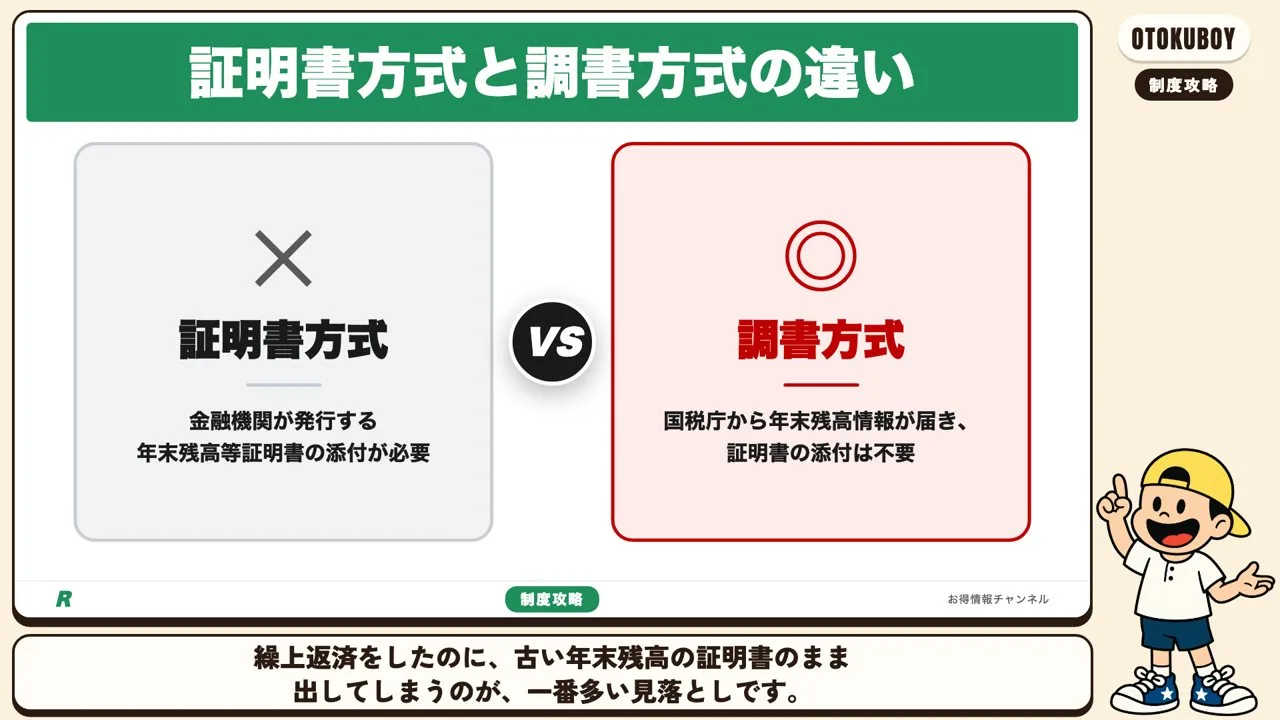 証明書方式と調書方式の違い
OTOKUBOY
制度攻略
×
証明書方式
金融機関が発行する
年末残高等証明書の添付が必要
VS
◎
調書方式
国税庁から年末残高情報が届き、
証明書の添付は不要
R
制度攻略
お得情報チャンネル
繰上返済をしたのに、古い年末残高の証明書のまま
出してしまうのが、一番多い見落としです。